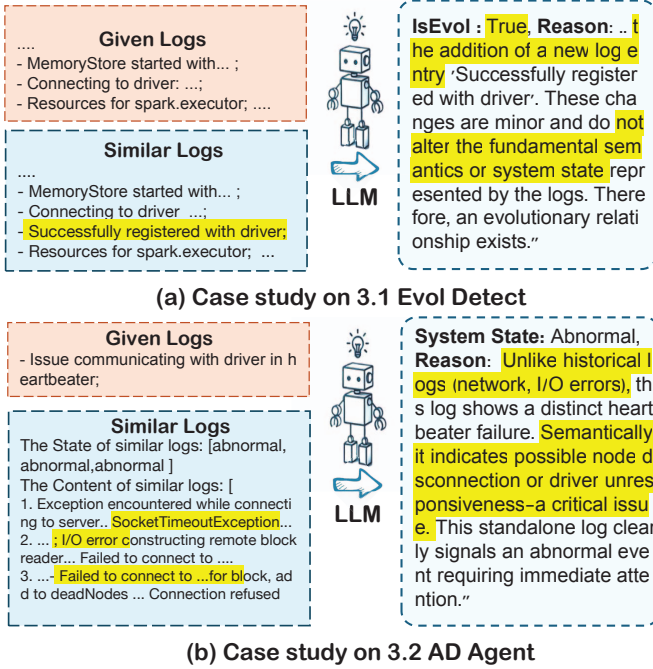 Given Logs
....
- MemoryStore started with... ;
- Connecting to driver: ...;
- Resources for spark.executor; ....
Similar Logs
....
- MemoryStore started with... ;
- Connecting to driver ...;
- Successfully registered with driver;
- Resources for spark.executor; ...
LLM
IsEvol : True, Reason: .. t
he addition of a new log e
ntry 'Successfully register
ed with driver'. These cha
nges are minor and do not
alter the fundamental sem
antics or system state repr
esented by the logs. There
fore, an evolutionary relati
onship exists."
(a) Case study on 3.1 Evol Detect
Given Logs
- Issue communicating with driver in h
eartbeater;
Similar Logs
The State of similar logs: [abnormal,
abnormal,abnormal ]
The Content of similar logs: [
1. Exception encountered while connecti
ng to server.. SocketTimeoutException...
2. ... ; I/O error constructing remote block
reader... Failed to connect to ....
3. ...- Failed to connect to ...for block, ad
d to deadNodes ... Connection refused
LLM
System State: Abnormal,
Reason: Unlike historical l
ogs (network, I/O errors), th
s log shows a distinct heart
beater failure. Semantically
it indicates possible node d
sconnection or driver unres
ponsiveness-a critical issu
e. This standalone log clear
ly signals an abnormal eve
nt requiring immediate atte
ntion."
(b) Case study on 3.2 AD Agent